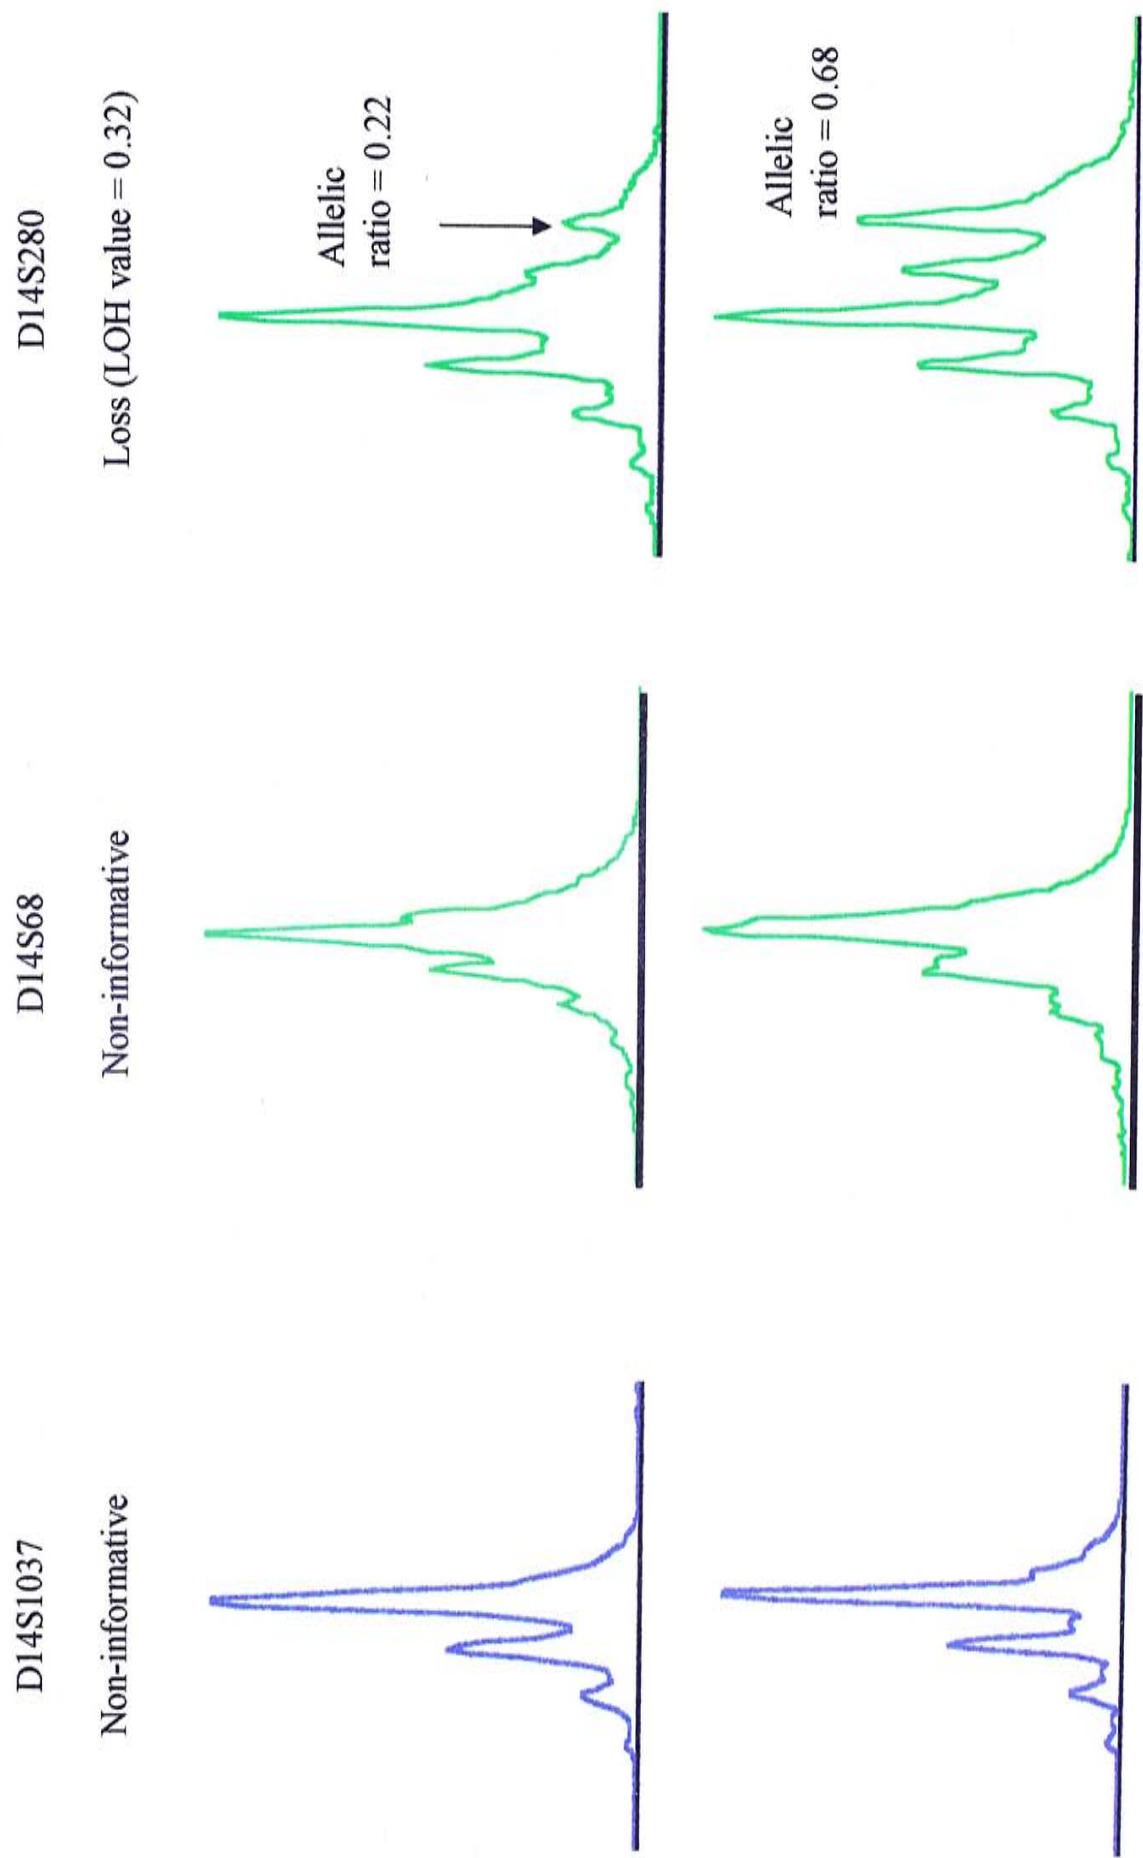 D14S1037
Non-informative
D14S68
Non-informative
D14S280
Loss (LOH value = 0.32)
Allelic
ratio = 0.22
Allelic
ratio = 0.68